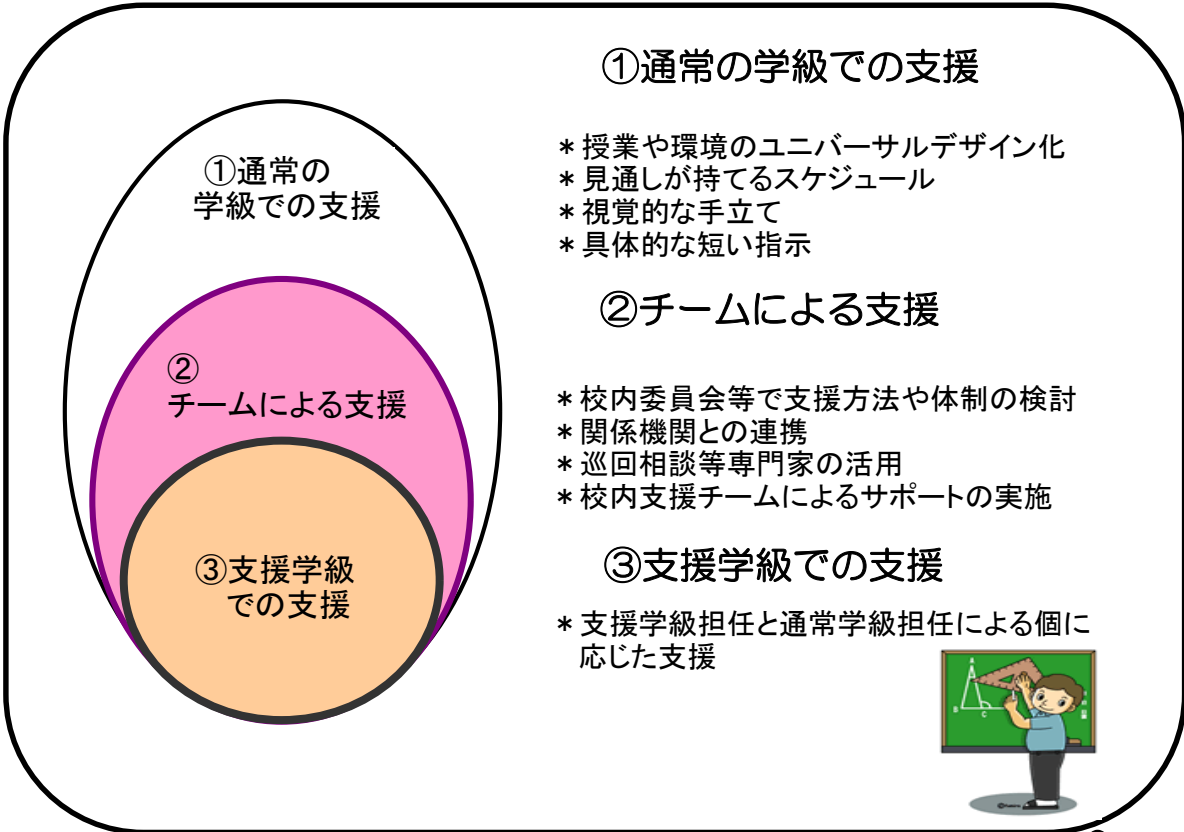 ①通常の
学級での支援
②
チームによる支援
③支援学級
での支援
①通常の学級での支援
＊授業や環境のユニバーサルデザイン化
＊見通しが持てるスケジュール
＊視覚的な手立て
＊具体的な短い指示
②チームによる支援
＊校内委員会等で支援方法や体制の検討
＊関係機関との連携
＊巡回相談等専門家の活用
＊校内支援チームによるサポートの実施
③支援学級での支援
＊支援学級担任と通常学級担任による個に
応じた支援
A
B
C